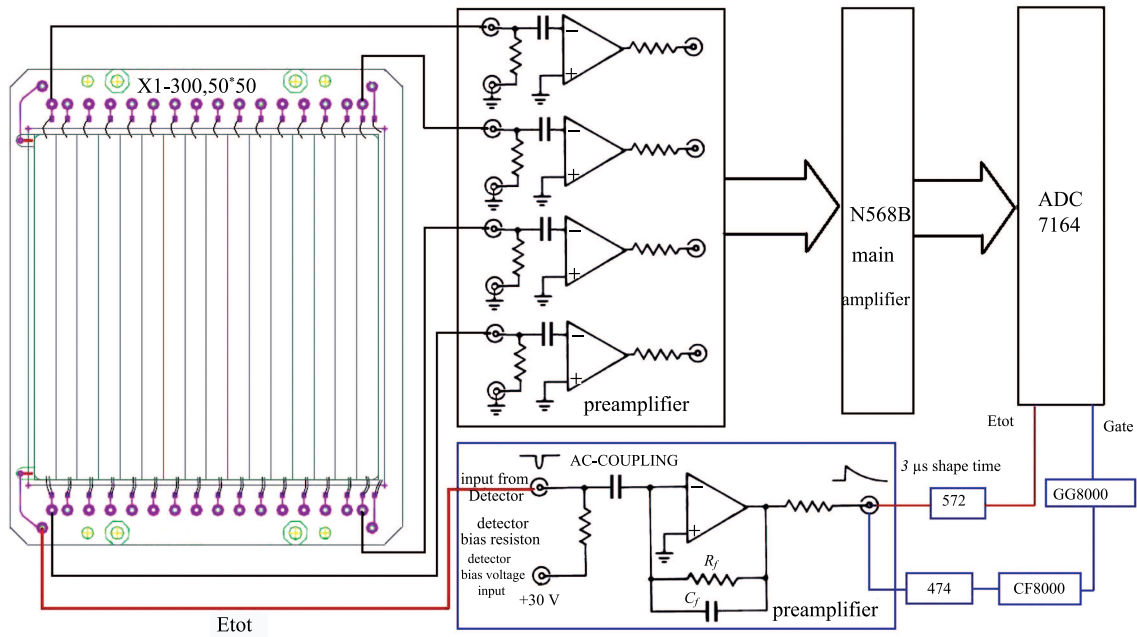 X1-300,50*50
preamplifier
N568B
main
amplifier
ADC
7164
Etot
Gate
AC-COUPLING
input from
Detector
detector
bias resiston
detector
bias voltage
input
+30 V
R_f
C_f
preamplifier
3 µs shape time
572
GG8000
474
CF8000
Etot